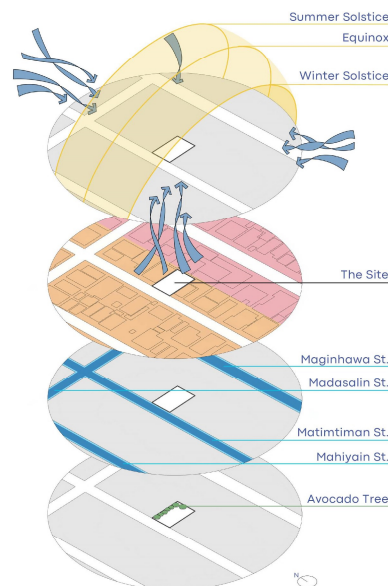 Summer Solstice
Equinox
Winter Solstice
The Site
Maginhawa St.
Madasalin St.
Matimtiman St.
Mahiyain St.
Avocado Tree
N